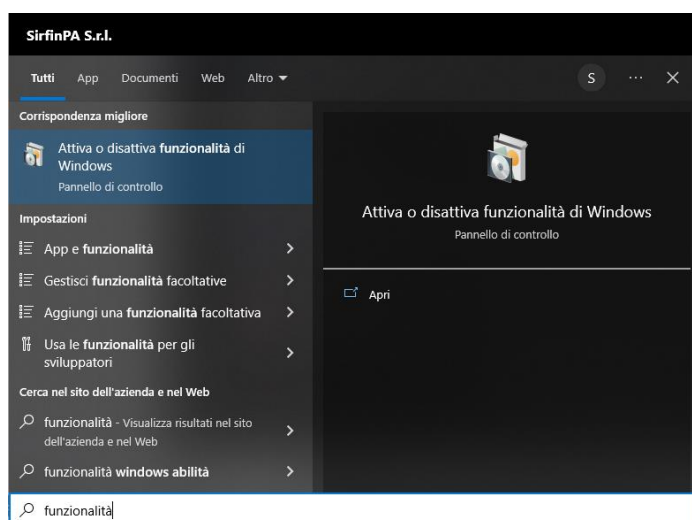 SirfinPA S.r.l.
Tutti App Documenti Web Altro
S ...
Corrispondenza migliore
Attiva o disattiva funzionalità di
Windows
Pannello di controllo
Impostazioni
App e funzionalità
Gestisci funzionalità facoltative
Aggiungi una funzionalità facoltativa
Usa le funzionalità per gli
sviluppatori
Cerca nel sito dell'azienda e nel Web
funzionalità - Visualizza risultati nel sito
dell'azienda e nel Web
funzionalità windows abilità
funzionalità
Attiva o disattiva funzionalità di Windows
Pannello di controllo
Apri